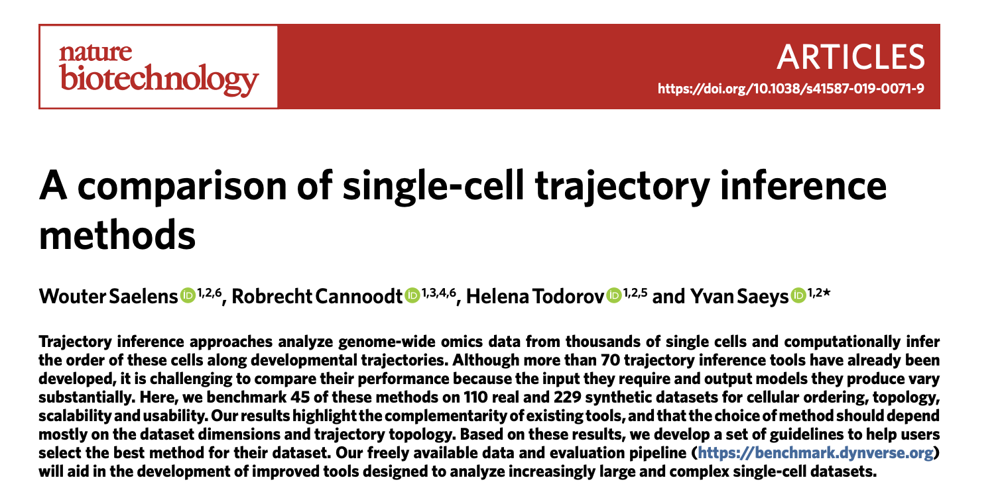 nature
biotechnology
ARTICLES
https://doi.org/10.1038/s41587-019-0071-9
A comparison of single-cell trajectory inference
methods
Wouter Saelens iD 1,2,6, Robrecht Cannoodt iD 1,3,4,6, Helena Todorov iD 1,2,5 and Yvan Saeys iD 1,2*
Trajectory inference approaches analyze genome-wide omics data from thousands of single cells and computationally infer
the order of these cells along developmental trajectories. Although more than 70 trajectory inference tools have already been
developed, it is challenging to compare their performance because the input they require and output models they produce vary
substantially. Here, we benchmark 45 of these methods on 110 real and 229 synthetic datasets for cellular ordering, topology,
scalability and usability. Our results highlight the complementarity of existing tools, and that the choice of method should depend
mostly on the dataset dimensions and trajectory topology. Based on these results, we develop a set of guidelines to help users
select the best method for their dataset. Our freely available data and evaluation pipeline (https://benchmark.dynverse.org)
will aid in the development of improved tools designed to analyze increasingly large and complex single-cell datasets.